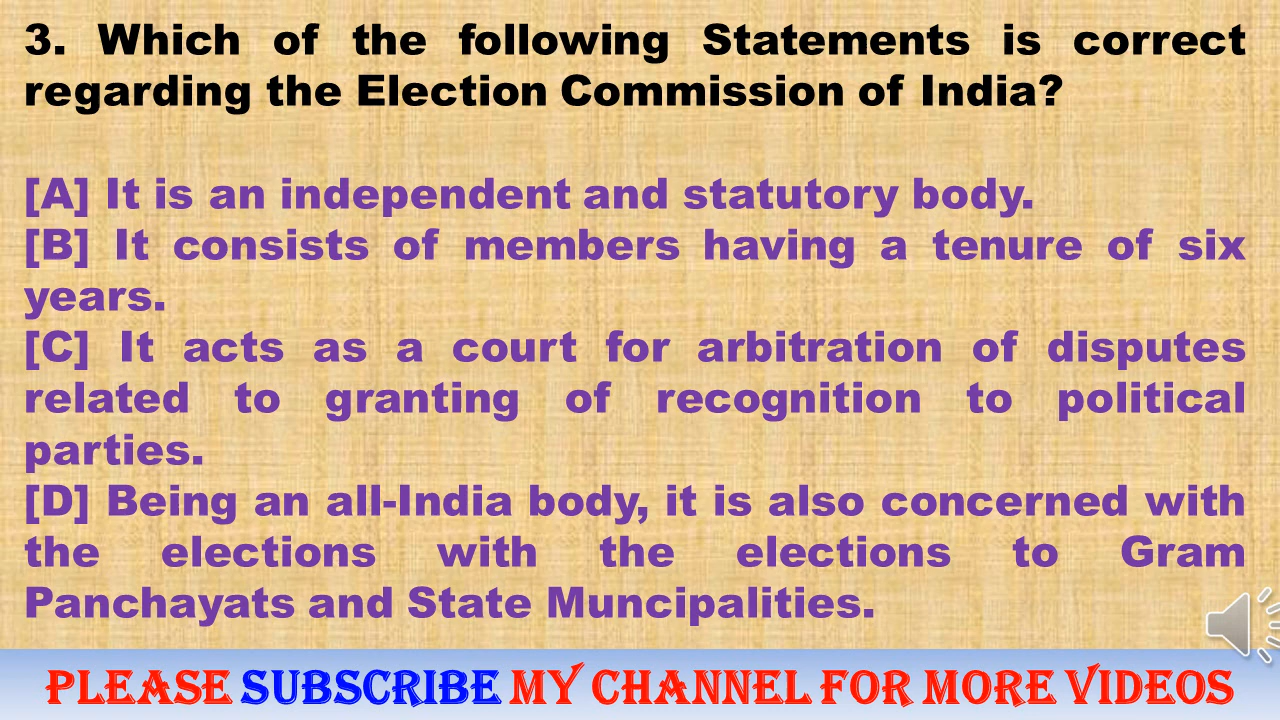 3. Which of the following Statements is correct
regarding the Election Commission of India?
[A] It is an independent and statutory body.
[B] It consists of members having a tenure of six
years.
[C] It acts as a court for arbitration of disputes
related to granting of recognition to political
parties.
[D] Being an all-India body, it is also concerned with
the elections with the elections to Gram
Panchayats and State Muncipalities.
PLEASE SUBSCRIBE MY CHANNEL FOR MORE VIDEOS